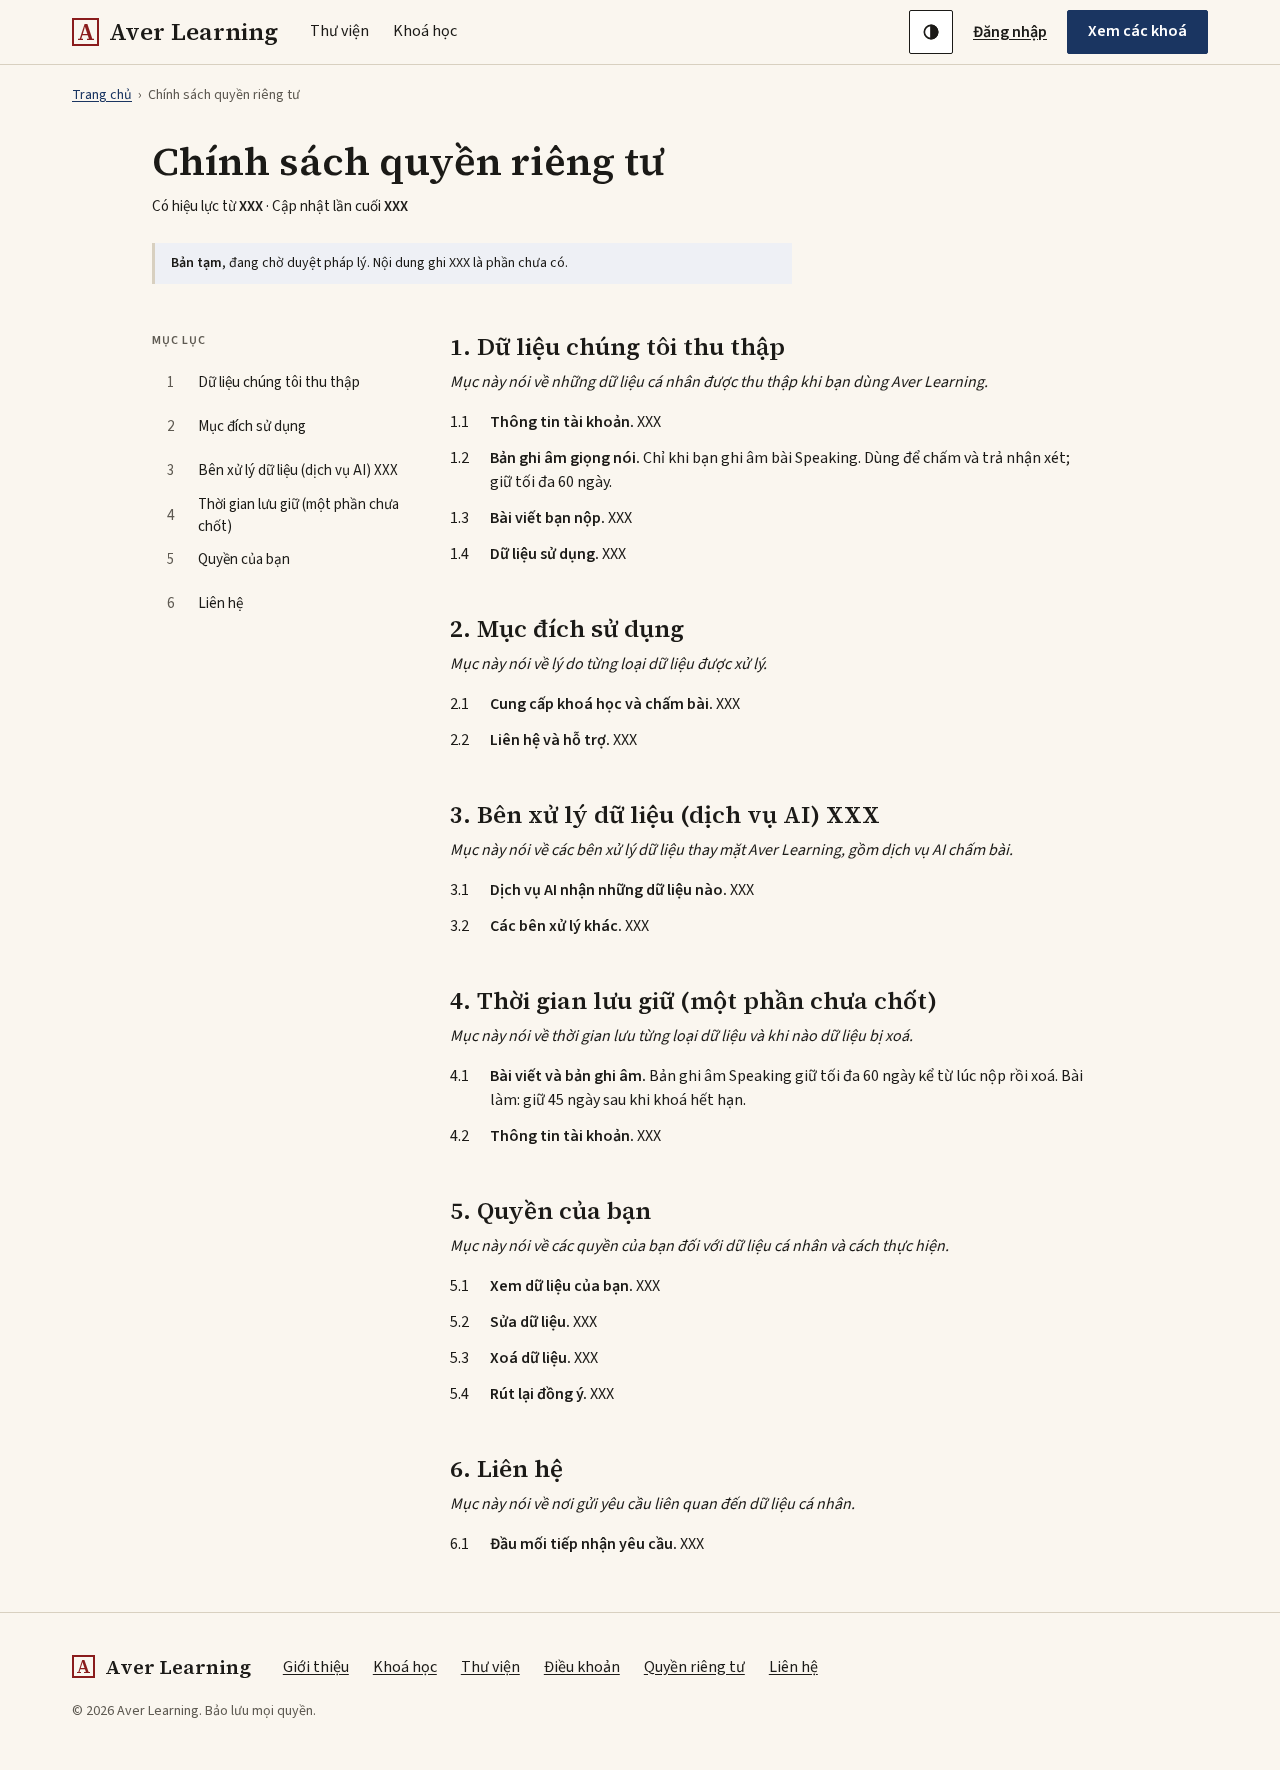 A Aver Learning Thư viện Khoá học Đăng nhập Xem các khoá
Trang chủ › Chính sách quyền riêng tư
Chính sách quyền riêng tư
Có hiệu lực từ XXX · Cập nhật lần cuối XXX
Bản tạm, đang chờ duyệt pháp lý. Nội dung ghi XXX là phần chưa có.
MỤC LỤC
1 Dữ liệu chúng tôi thu thập
2 Mục đích sử dụng
3 Bên xử lý dữ liệu (dịch vụ AI) XXX
4 Thời gian lưu giữ (một phần chưa
chốt)
5 Quyền của bạn
6 Liên hệ
1. Dữ liệu chúng tôi thu thập
Mục này nói về những dữ liệu cá nhân được thu thập khi bạn dùng Aver Learning.
1.1 Thông tin tài khoản. XXX
1.2 Bản ghi âm giọng nói. Chỉ khi bạn ghi âm bài Speaking. Dùng để chấm và trả nhận xét;
giữ tối đa 60 ngày.
1.3 Bài viết bạn nộp. XXX
1.4 Dữ liệu sử dụng. XXX
2. Mục đích sử dụng
Mục này nói về lý do từng loại dữ liệu được xử lý.
2.1 Cung cấp khoá học và chấm bài. XXX
2.2 Liên hệ và hỗ trợ. XXX
3. Bên xử lý dữ liệu (dịch vụ AI) XXX
Mục này nói về các bên xử lý dữ liệu thay mặt Aver Learning, gồm dịch vụ AI chấm bài.
3.1 Dịch vụ AI nhận những dữ liệu nào. XXX
3.2 Các bên xử lý khác. XXX
4. Thời gian lưu giữ (một phần chưa chốt)
Mục này nói về thời gian lưu từng loại dữ liệu và khi nào dữ liệu bị xoá.
4.1 Bài viết và bản ghi âm. Bản ghi âm Speaking giữ tối đa 60 ngày kể từ lúc nộp rồi xoá. Bài
làm: giữ 45 ngày sau khi khoá hết hạn.
4.2 Thông tin tài khoản. XXX
5. Quyền của bạn
Mục này nói về các quyền của bạn đối với dữ liệu cá nhân và cách thực hiện.
5.1 Xem dữ liệu của bạn. XXX
5.2 Sửa dữ liệu. XXX
5.3 Xoá dữ liệu. XXX
5.4 Rút lại đồng ý. XXX
6. Liên hệ
Mục này nói về nơi gửi yêu cầu liên quan đến dữ liệu cá nhân.
6.1 Đầu mối tiếp nhận yêu cầu. XXX
A Aver Learning Giới thiệu Khoá học Thư viện Điều khoản Quyền riêng tư Liên hệ
© 2026 Aver Learning. Bảo lưu mọi quyền.